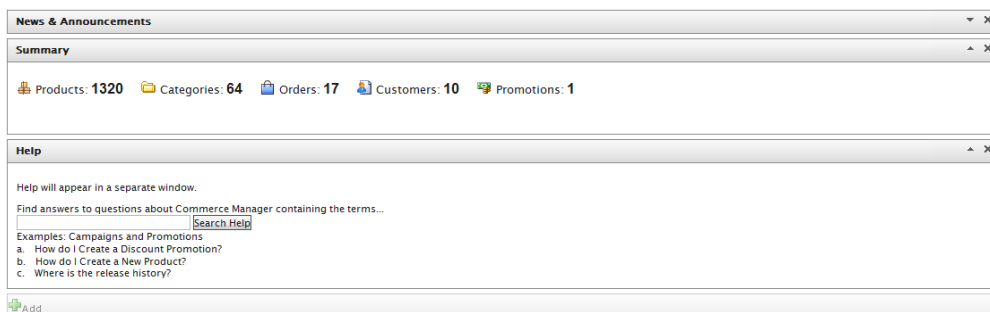 News & Announcements
Summary
Products: 1320 Categories: 64 Orders: 17 Customers: 10 Promotions: 1
Help
Help will appear in a separate window.
Find answers to questions about Commerce Manager containing the terms...
Search Help
Examples: Campaigns and Promotions
a. How do I Create a Discount Promotion?
b. How do I Create a New Product?
c. Where is the release history?
Add